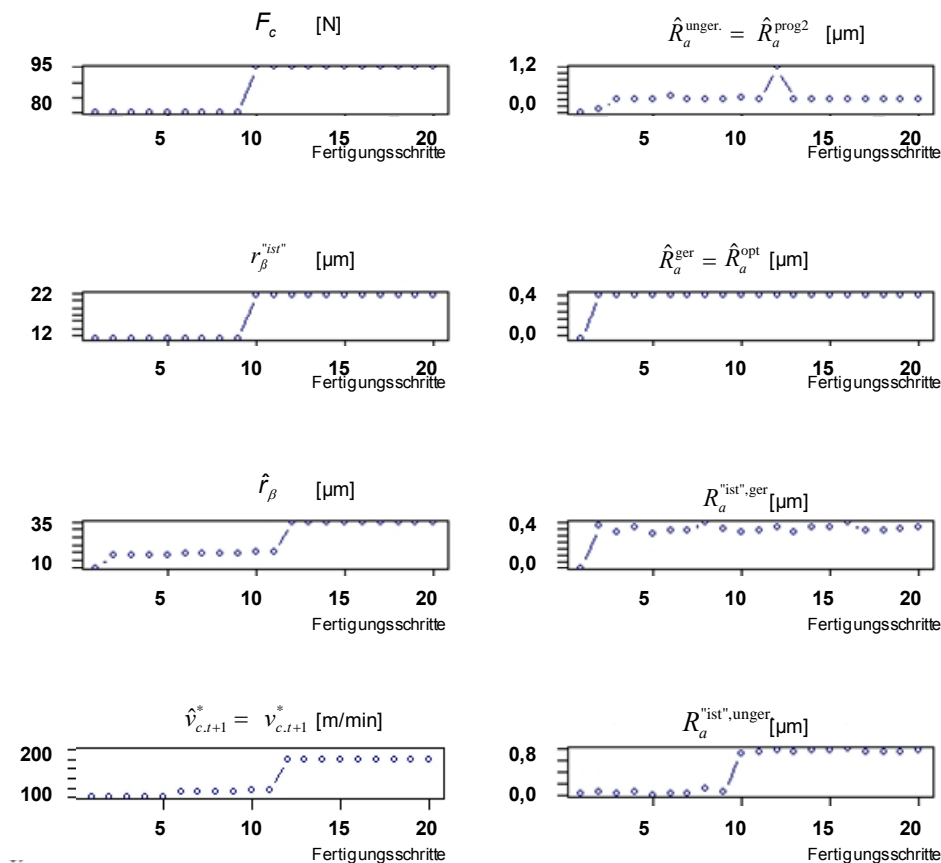 F_c [N]
95
80
5 10 15 20
Fertigungsschritte
R̂_a^unger. = R̂_a^prog2 [µm]
1,2
0,0
5 10 15 20
Fertigungsschritte
r_β^"ist" [µm]
22
12
5 10 15 20
Fertigungsschritte
R̂_a^ger = R̂_a^opt [µm]
0,4
0,0
5 10 15 20
Fertigungsschritte
r̂_β [µm]
35
10
5 10 15 20
Fertigungsschritte
R_a^"ist",ger [µm]
0,4
0,0
5 10 15 20
Fertigungsschritte
v̂*_c,t+1 = v*_c,t+1 [m/min]
200
100
5 10 15 20
Fertigungsschritte
R_a^"ist",unger [µm]
0,8
0,0
5 10 15 20
Fertigungsschritte